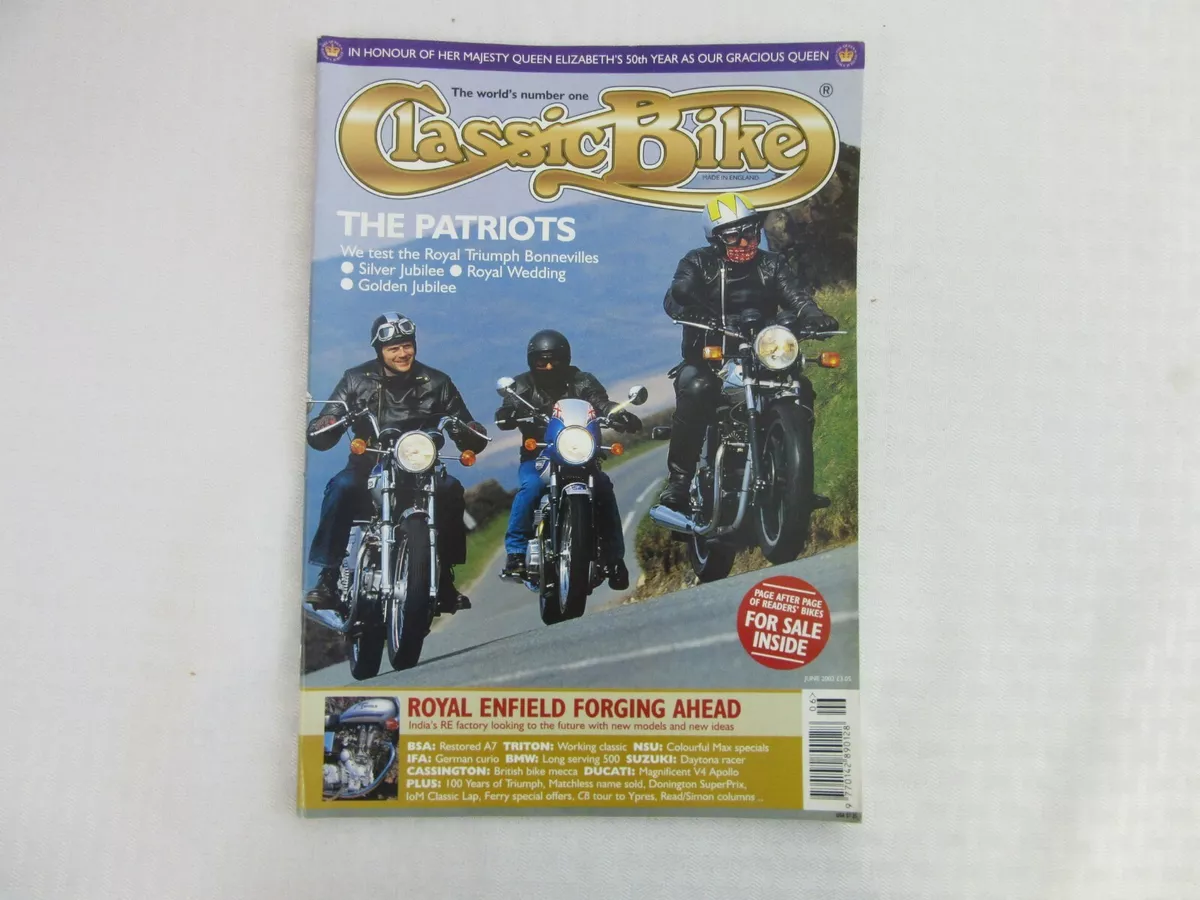 IN HONOUR OF HER MAJESTY QUEEN ELIZABETH'S 50th YEAR AS OUR GRACIOUS QUEEN
The world's number one
®
Classic Bike
MADE IN ENGLAND
THE PATRIOTS
We test the Royal Triumph Bonnevilles
● Silver Jubilee ● Royal Wedding
● Golden Jubilee
PAGE AFTER PAGE
OF READERS' BIKES
FOR SALE
INSIDE
JUNE 2002 £3.05
ROYAL ENFIELD FORGING AHEAD
India's RE factory looking to the future with new models and new ideas
BSA: Restored A7 TRITON: Working classic NSU: Colourful Max specials
IFA: German curio BMW: Long serving 500 SUZUKI: Daytona racer
CASSINGTON: British bike mecca DUCATI: Magnificent V4 Apollo
PLUS: 100 Years of Triumph, Matchless name sold, Donington SuperPrix,
IoM Classic Lap, Ferry special offers, CB tour to Ypres, Read/Simon columns ..
06>
9 770142 890128